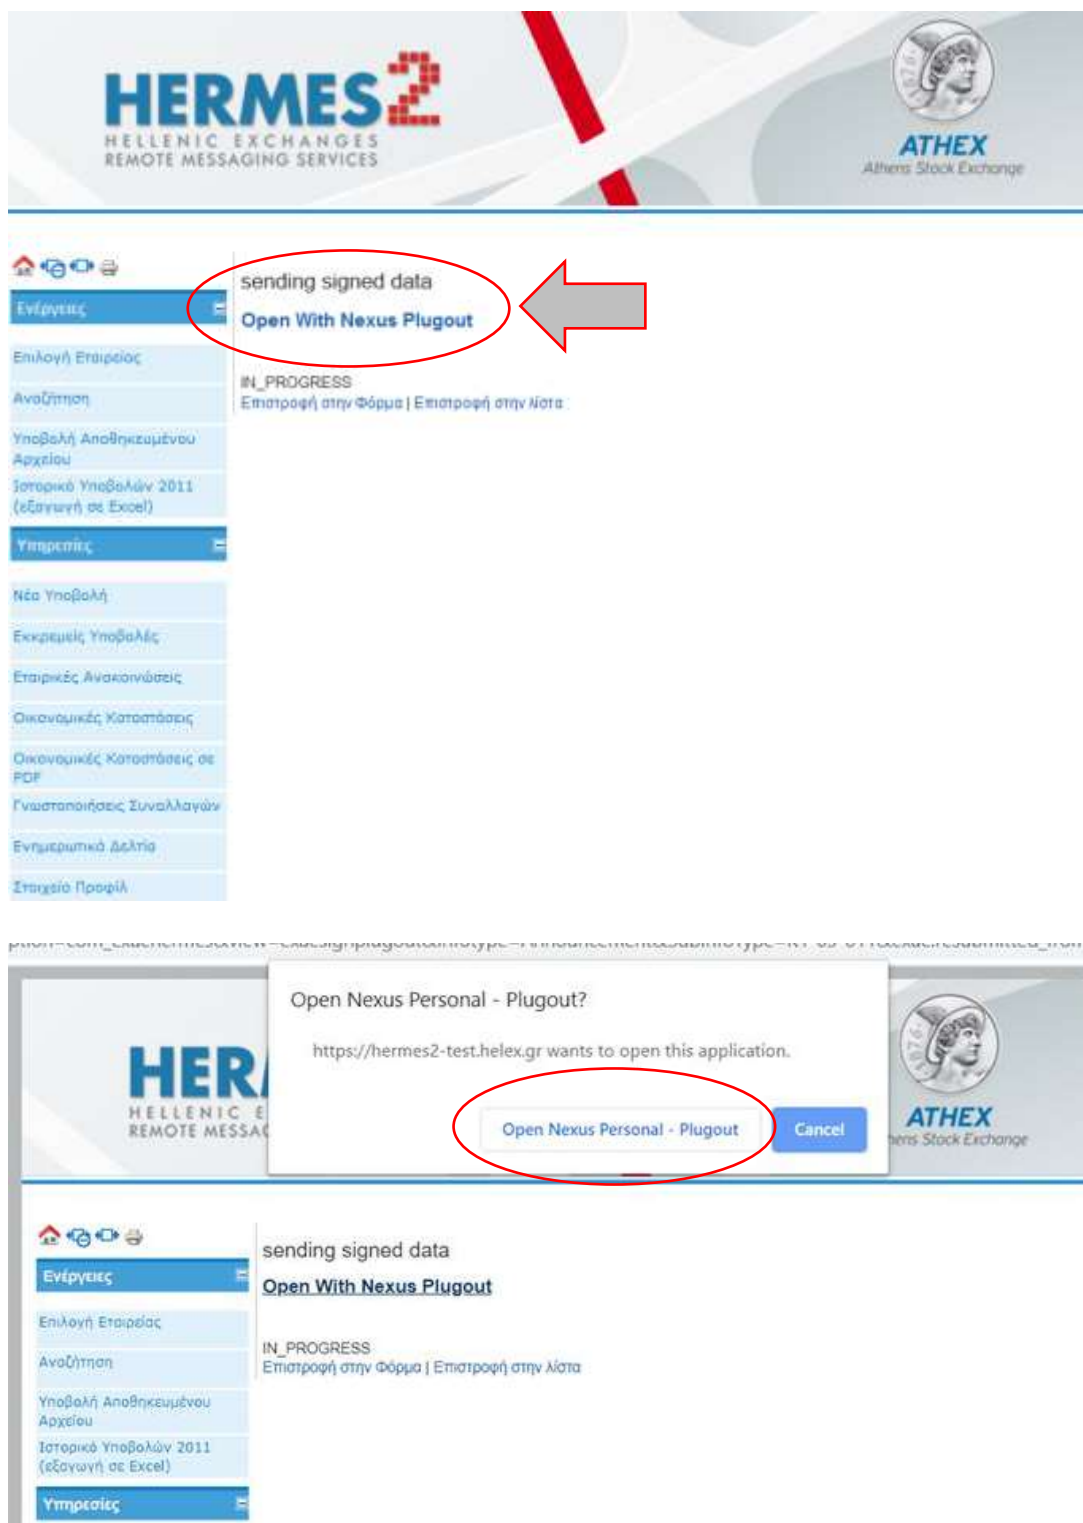 HERMES2
HELLENIC EXCHANGES
REMOTE MESSAGING SERVICES
ATHEX
Athens Stock Exchange
sending signed data
Ενέργειες
Open With Nexus Plugout
Επιλογή Εταιρείας
IN_PROGRESS
Αναζήτηση
Επιστροφή στην Φόρμα | Επιστροφή στην λίστα
Υποβολή Αποθηκευμένου
Αρχείου
Ιστορικό Υποβολών 2011
(εξαγωγή σε Excel)
Υπηρεσίες
Νέα Υποβολή
Εκκρεμείς Υποβολές
Εταιρικές Ανακοινώσεις
Οικονομικές Καταστάσεις
Οικονομικές Καταστάσεις σε
PDF
Γνωστοποιήσεις Συναλλαγών
Ενημερωτικά Δελτία
Στοιχεία Προφίλ
Open Nexus Personal - Plugout?
https://hermes2-test.helex.gr wants to open this application.
Open Nexus Personal - Plugout
Cancel
HER
HELLENIC E
REMOTE MESSAG
ATHEX
hens Stock Exchange
sending signed data
Ενέργειες
Open With Nexus Plugout
Επιλογή Εταιρείας
IN_PROGRESS
Αναζήτηση
Επιστροφή στην Φόρμα | Επιστροφή στην λίστα
Υποβολή Αποθηκευμένου
Αρχείου
Ιστορικό Υποβολών 2011
(εξαγωγή σε Excel)
Υπηρεσίες